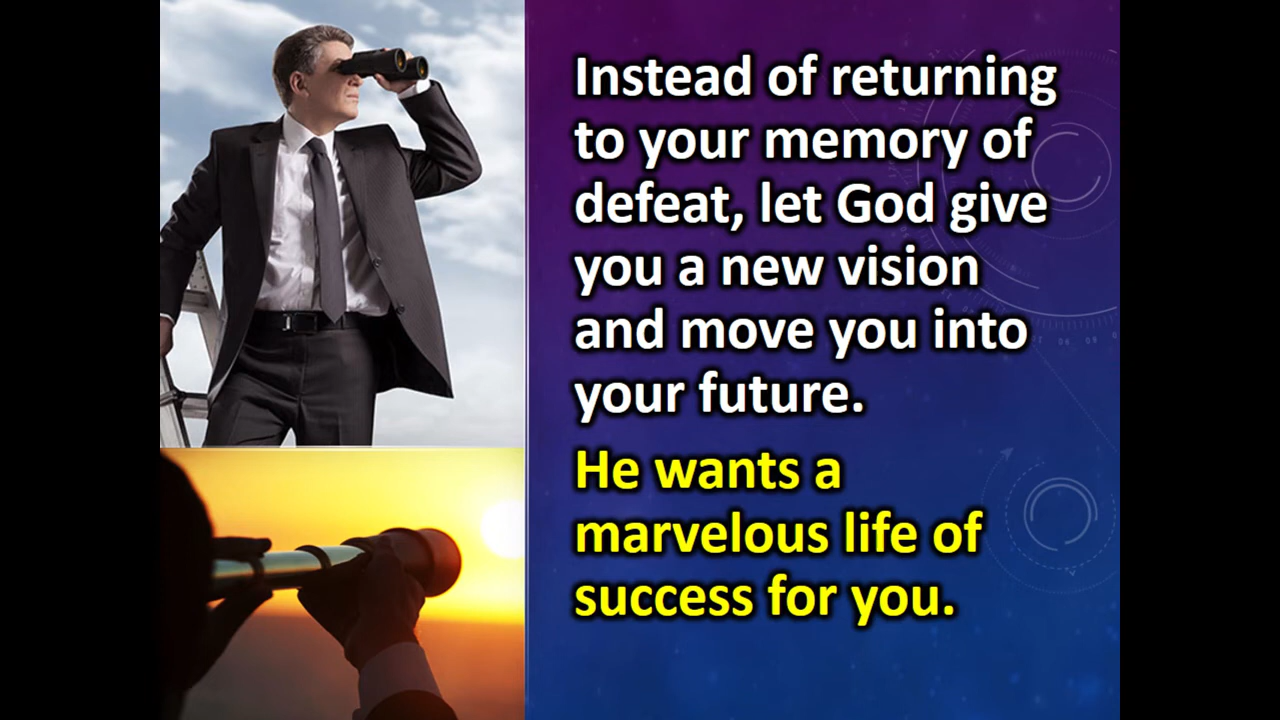 Instead of returning
to your memory of
defeat, let God give
you a new vision
and move you into
your future.
He wants a
marvelous life of
success for you.